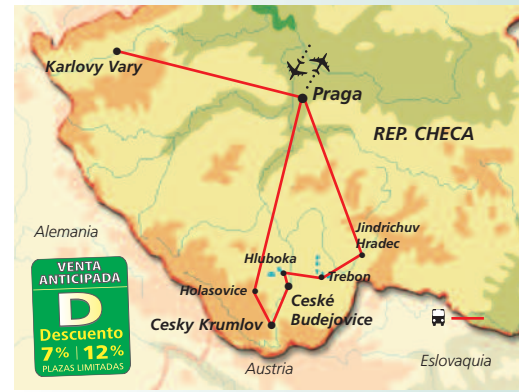 Karlovy Vary
Praga
REP. CHECA
Alemania
Jindrichuv
Hradec
Hluboka
Trebon
Holasovice
České
Budejovice
Cesky Krumlov
Austria
Eslovaquia
VENTA
ANTICIPADA
D
Descuento
7% | 12%
PLAZAS LIMITADAS